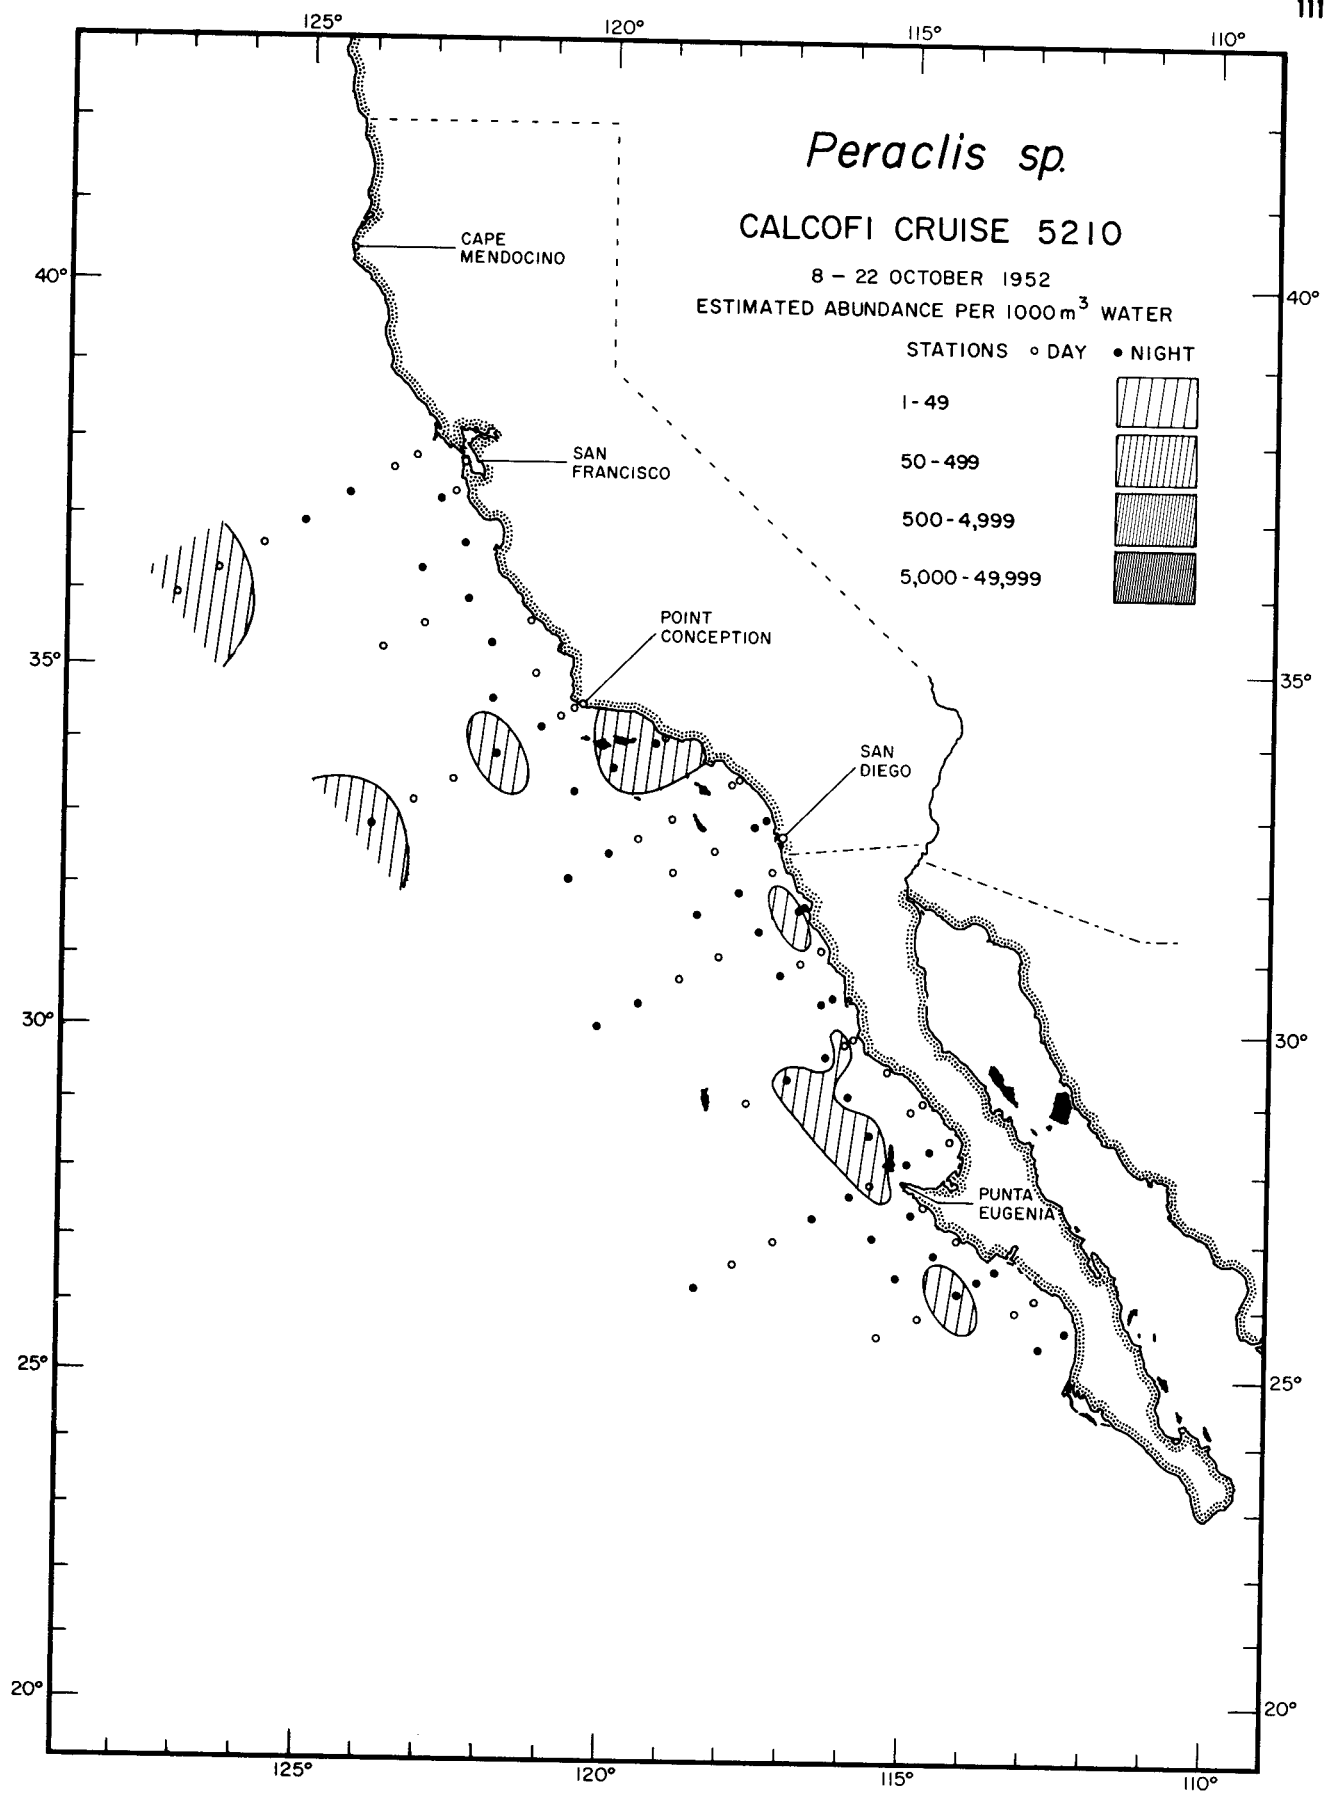 111
125° 120° 115° 110°
Peraclis sp.
CALCOFI CRUISE 5210
8 – 22 OCTOBER 1952
ESTIMATED ABUNDANCE PER 1000 m³ WATER
STATIONS ○ DAY ● NIGHT
1 - 49
50 - 499
500 - 4,999
5,000 - 49,999
CAPE
MENDOCINO
40° 40°
SAN
FRANCISCO
POINT
CONCEPTION
35° 35°
SAN
DIEGO
30° 30°
PUNTA
EUGENIA
25° 25°
20° 20°
125° 120° 115° 110°